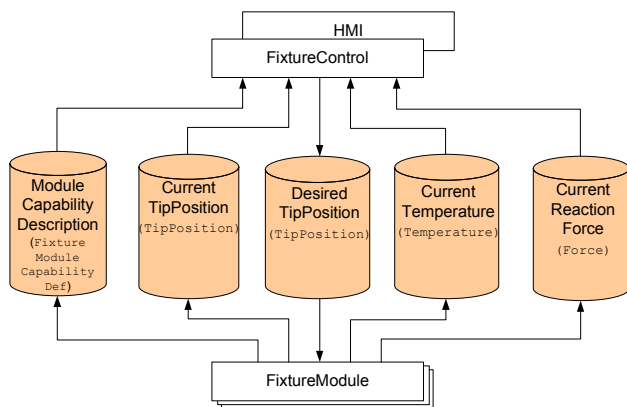 HMI
FixtureControl
Module
Capability
Description
(Fixture
Module
Capability
Def)
Current
TipPosition
(TipPosition)
Desired
TipPosition
(TipPosition)
Current
Temperature
(Temperature)
Current
Reaction
Force
(Force)
FixtureModule